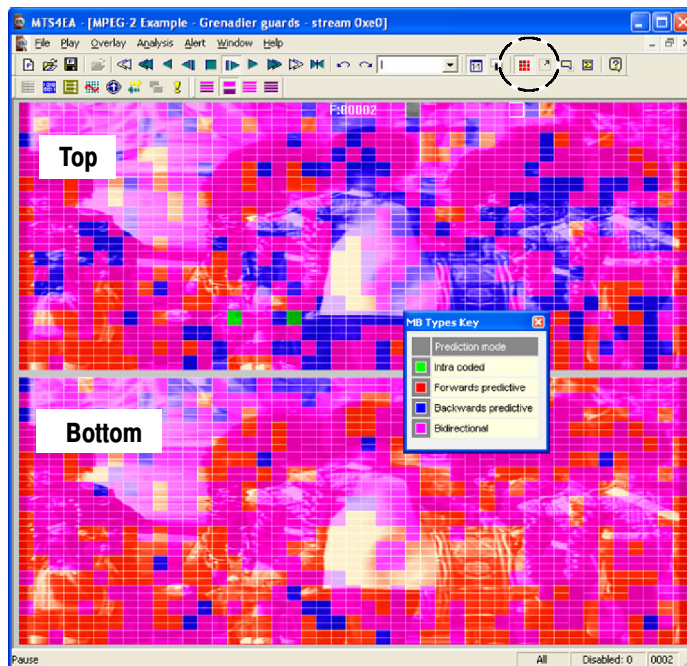 MTS4EA - [MPEG-2 Example - Grenadier guards - stream 0xe0]
File Play Overlay Analysis Alert Window Help
F:00002
Top
MB Types Key
Prediction mode
Intra coded
Forwards predictive
Backwards predictive
Bidirectional
Bottom
Pause
All
Disabled: 0
0002